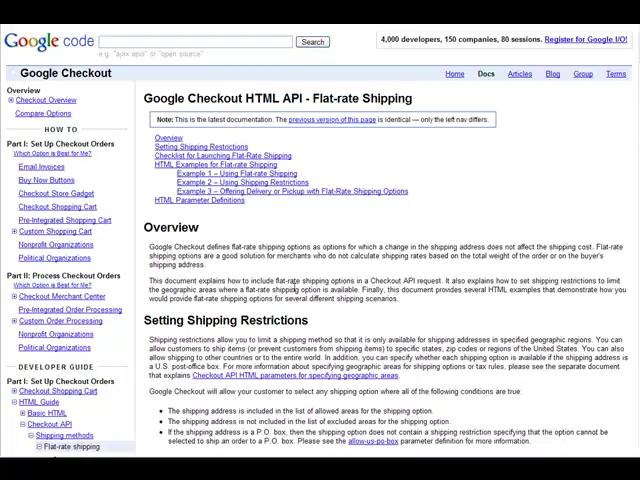 Google code Search 4,000 developers, 150 companies, 80 sessions. Register for Google I/O!
e.g. "ajax apis" or "open source"
Google Checkout Home Docs Articles Blog Group Terms
Overview
Checkout Overview
Compare Options
HOW TO
Part I: Set Up Checkout Orders
Which Option is Best for Me?
Email Invoices
Buy Now Buttons
Checkout Store Gadget
Checkout Shopping Cart
Pre-Integrated Shopping Cart
Custom Shopping Cart
Nonprofit Organizations
Political Organizations
Part II: Process Checkout Orders
Which Option is Best for Me?
Checkout Merchant Center
Pre-Integrated Order Processing
Custom Order Processing
Nonprofit Organizations
Political Organizations
DEVELOPER GUIDE
Part I: Set Up Checkout Orders
Checkout Shopping Cart
HTML Guide
Basic HTML
Checkout API
Shipping methods
Flat-rate shipping
Google Checkout HTML API - Flat-rate Shipping
Note: This is the latest documentation. The previous version of this page is identical — only the left nav differs.
Overview
Setting Shipping Restrictions
Checklist for Launching Flat-Rate Shipping
HTML Examples for Flat-rate Shipping
Example 1 – Using Flat-rate Shipping
Example 2 – Using Shipping Restrictions
Example 3 – Offering Delivery or Pickup with Flat-Rate Shipping Options
HTML Parameter Definitions
Overview
Google Checkout defines flat-rate shipping options as options for which a change in the shipping address does not affect the shipping cost. Flat-rate
shipping options are a good solution for merchants who do not calculate shipping rates based on the total weight of the order or on the buyer's
shipping address.
This document explains how to include flat-rate shipping options in a Checkout API request. It also explains how to set shipping restrictions to limit
the geographic areas where a flat-rate shipping option is available. Finally, this document provides several HTML examples that demonstrate how you
would provide flat-rate shipping options for several different shipping scenarios.
Setting Shipping Restrictions
Shipping restrictions allow you to limit a shipping method so that it is only available for shipping addresses in specified geographic regions. You can
allow customers to ship items (or prevent customers from shipping items) to specific states, zip codes or regions of the United States. You can also
allow shipping to other countries or to the entire world. In addition, you can specify whether each shipping option is available if the shipping address is
a U.S. post-office box. For more information about specifying geographic areas for shipping options or tax rules, please see the separate document
that explains Checkout API HTML parameters for specifying geographic areas.
Google Checkout will allow your customer to select any shipping option where all of the following conditions are true:
• The shipping address is included in the list of allowed areas for the shipping option.
• The shipping address is not included in the list of excluded areas for the shipping option.
• If the shipping address is a P.O. box, then the shipping option does not contain a shipping restriction specifying that the option cannot be
selected to ship an order to a P.O. box. Please see the allow-us-po-box parameter definition for more information.